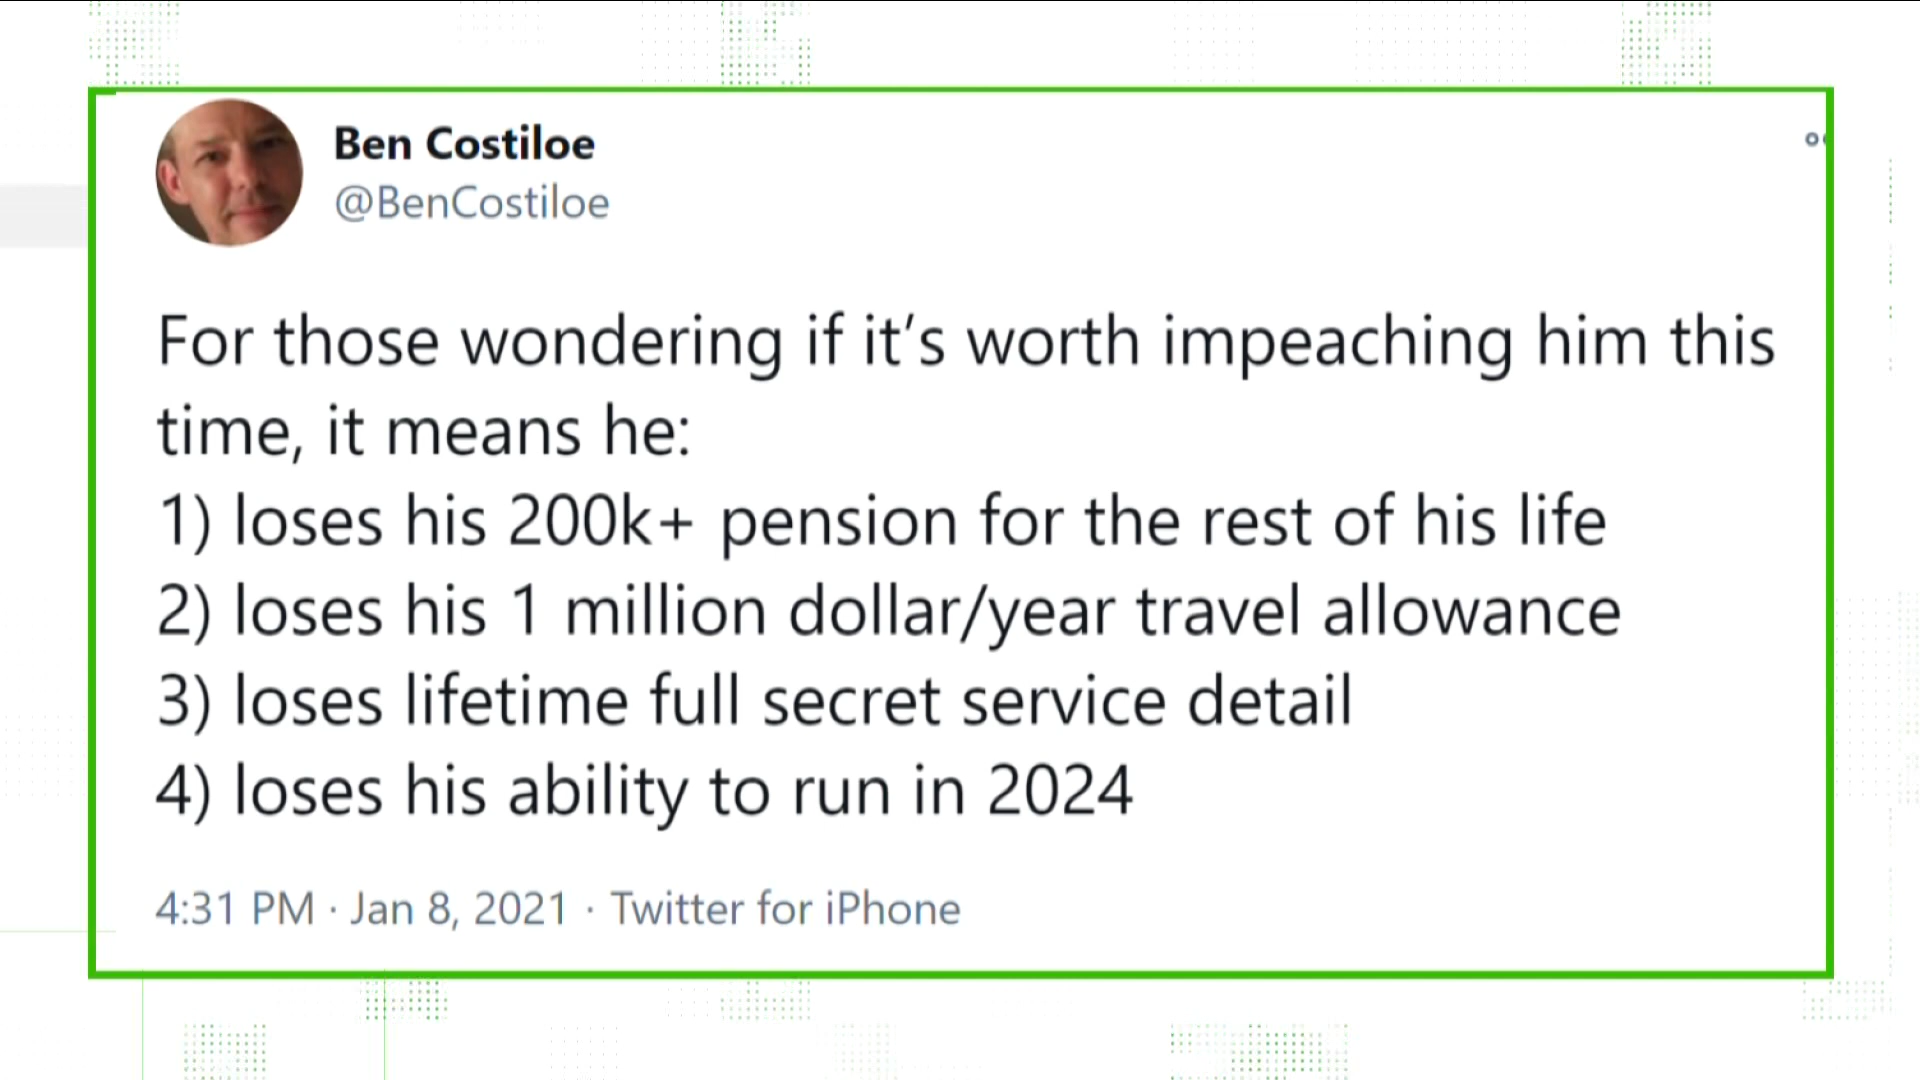 Ben Costiloe
@BenCostiloe
For those wondering if it’s worth impeaching him this
time, it means he:
1) loses his 200k+ pension for the rest of his life
2) loses his 1 million dollar/year travel allowance
3) loses lifetime full secret service detail
4) loses his ability to run in 2024
4:31 PM · Jan 8, 2021 · Twitter for iPhone